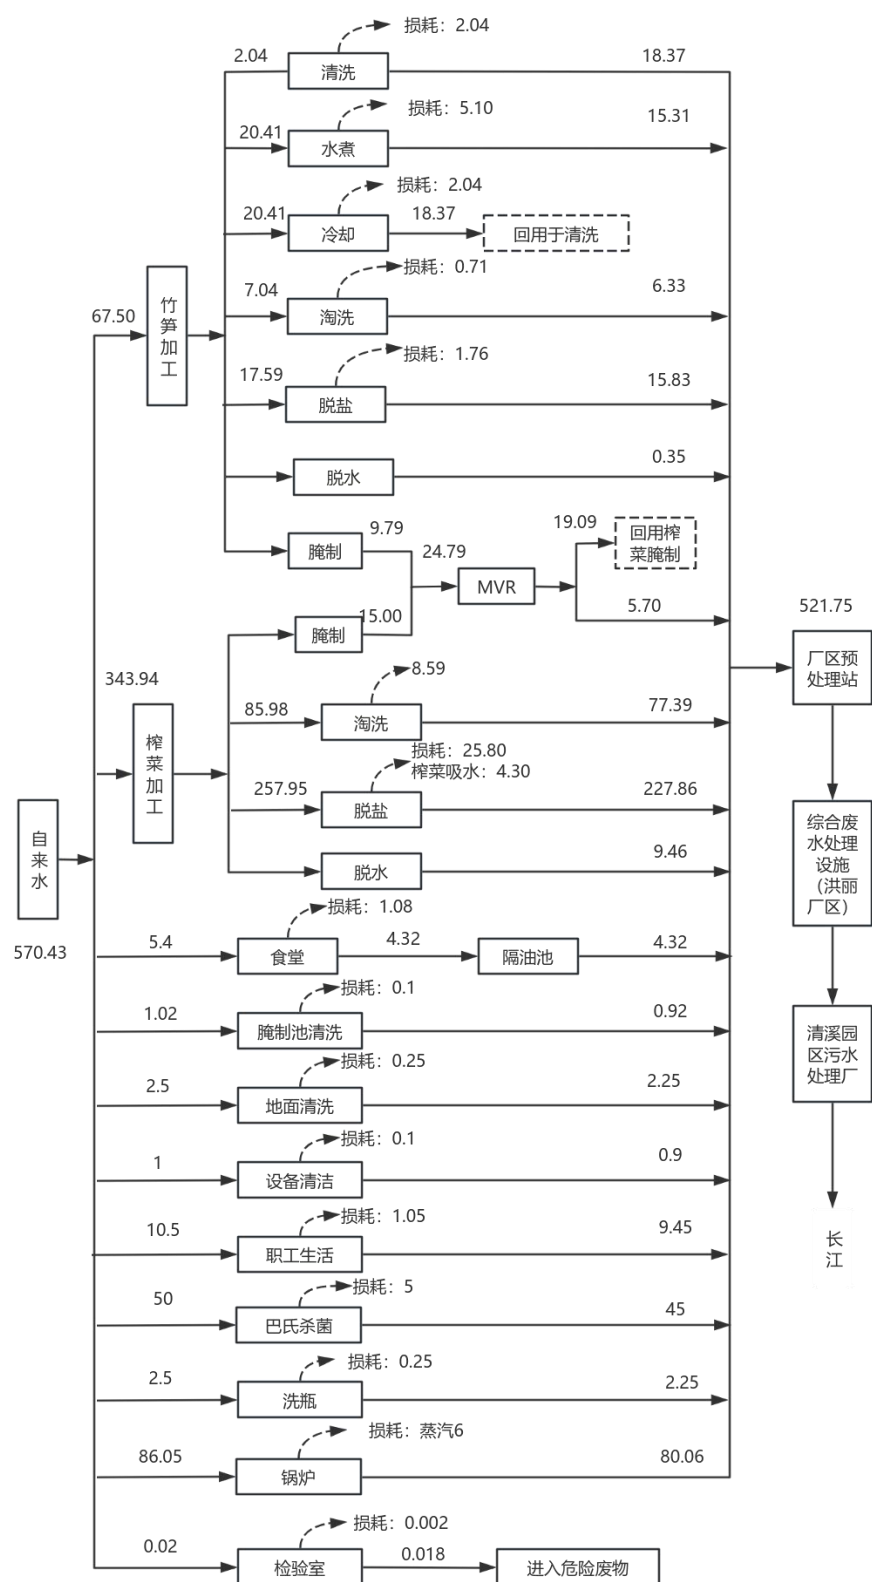 损耗：2.04
2.04
清洗
18.37
损耗：5.10
20.41
水煮
15.31
损耗：2.04
20.41
冷却
18.37
回用于清洗
损耗：0.71
7.04
淘洗
6.33
损耗：1.76
17.59
脱盐
15.83
67.50
竹
笋
加
工
脱水
0.35
腌制
9.79
24.79
MVR
19.09
回用榨
菜腌制
5.70
腌制
15.00
521.75
厂区预
处理站
343.94
榨
菜
加
工
8.59
85.98
淘洗
77.39
损耗：25.80
榨菜吸水：4.30
257.95
脱盐
227.86
脱水
9.46
综合废
水处理
设施
（洪丽
厂区）
自
来
水
570.43
损耗：1.08
5.4
食堂
4.32
隔油池
4.32
损耗：0.1
1.02
腌制池清洗
0.92
清溪园
区污水
处理厂
损耗：0.25
2.5
地面清洗
2.25
损耗：0.1
1
设备清洁
0.9
损耗：1.05
10.5
职工生活
9.45
长
江
损耗：5
50
巴氏杀菌
45
损耗：0.25
2.5
洗瓶
2.25
损耗：蒸汽6
86.05
锅炉
80.06
损耗：0.002
0.02
检验室
0.018
进入危险废物